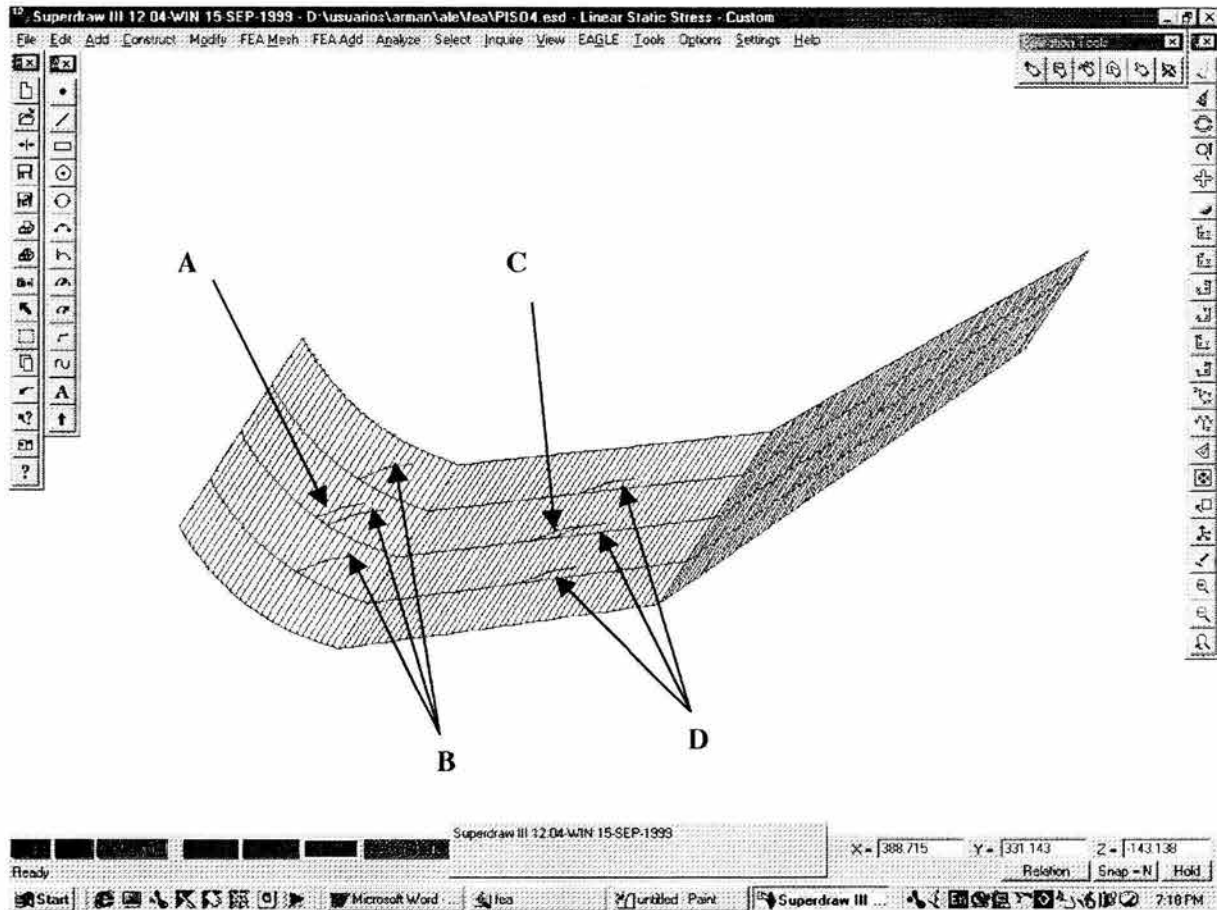 Superdraw III 12.04-WIN 15-SEP-1999 - D:\usuarios\arman\ale\fea\PISO4.esd - Linear Static Stress - Custom
File Edit Add Construct Modify FEA Mesh FEA Add Analyze Select Inquire View EAGLE Tools Options Settings Help
A
C
B
D
Superdraw III 12.04-WIN 15-SEP-1999
X = 388.715 Y = 331.143 Z = -143.138
Ready
Relation Snap = N Hold
Start Microsoft Word ... fea untitled Paint Superdraw III ... 7:18 PM